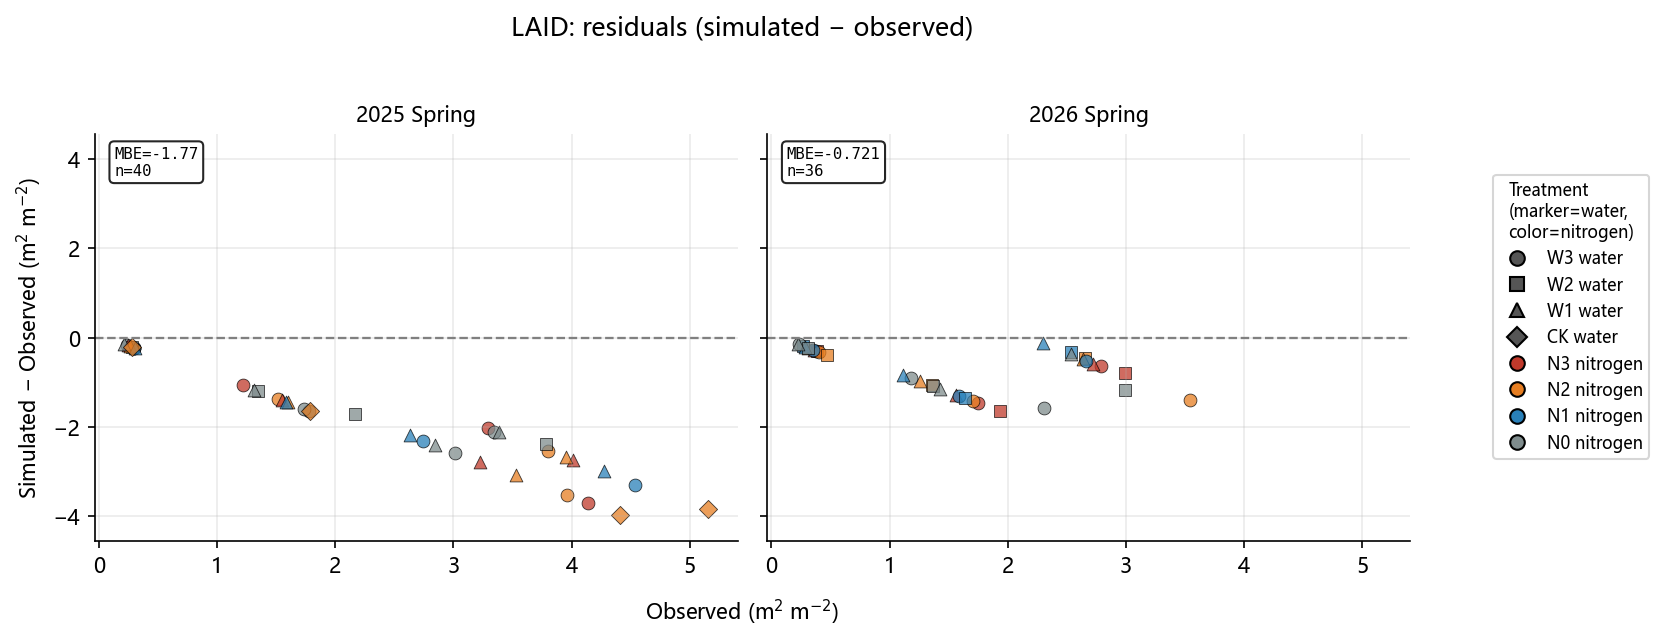 LAID: residuals (simulated − observed)
2025 Spring
2026 Spring
MBE=-1.77
n=40
MBE=-0.721
n=36
4
2
0
−2
−4
Simulated − Observed (m² m⁻²)
0 1 2 3 4 5
0 1 2 3 4 5
Observed (m² m⁻²)
Treatment
(marker=water,
color=nitrogen)
W3 water
W2 water
W1 water
CK water
N3 nitrogen
N2 nitrogen
N1 nitrogen
N0 nitrogen